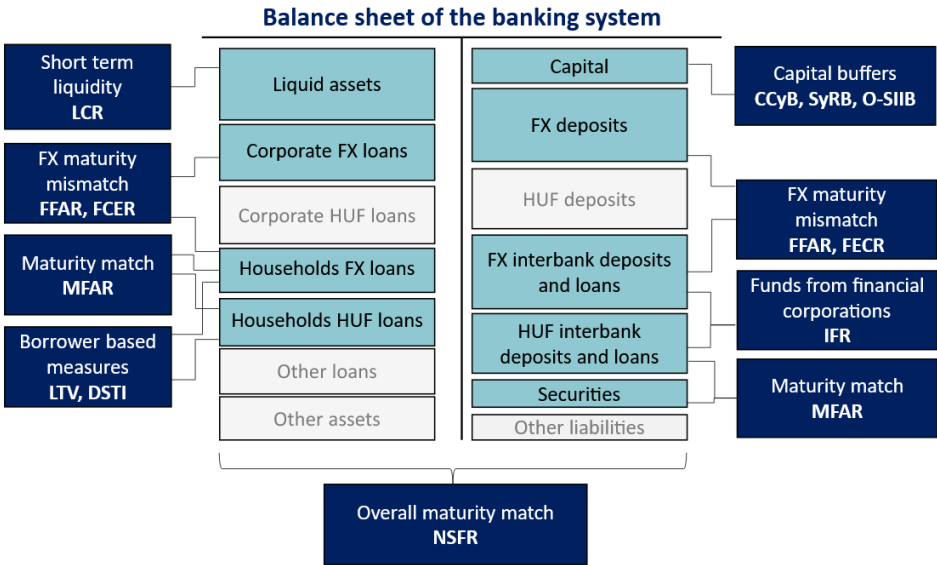 Balance sheet of the banking system
Short term
liquidity
LCR
FX maturity
mismatch
FFAR, FCER
Maturity match
MFAR
Borrower based
measures
LTV, DSTI
Liquid assets
Corporate FX loans
Corporate HUF loans
Households FX loans
Households HUF loans
Other loans
Other assets
Capital
FX deposits
HUF deposits
FX interbank deposits
and loans
HUF interbank
deposits and loans
Securities
Other liabilities
Capital buffers
CCyB, SyRB, O-SIIB
FX maturity
mismatch
FFAR, FECR
Funds from financial
corporations
IFR
Maturity match
MFAR
Overall maturity match
NSFR